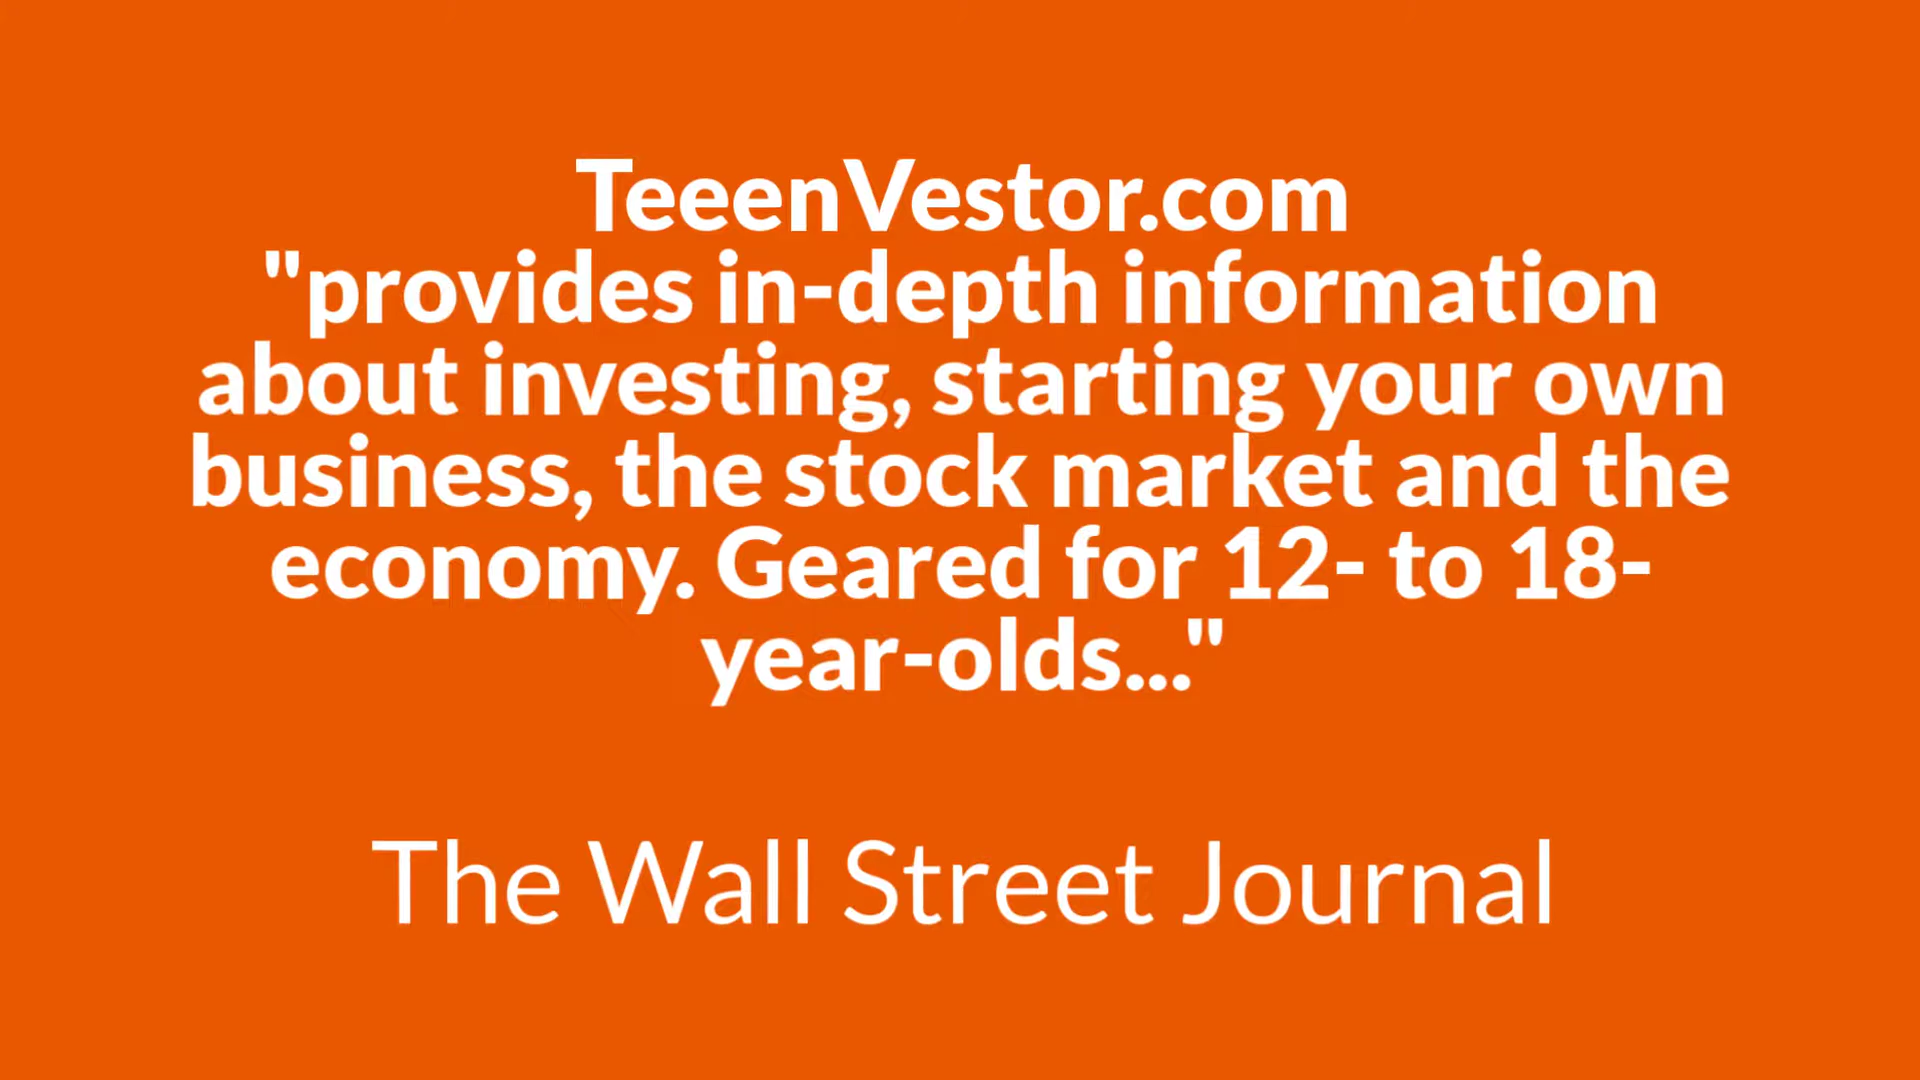 TeeenVestor.com
"provides in-depth information
about investing, starting your own
business, the stock market and the
economy. Geared for 12- to 18-
year-olds..."
The Wall Street Journal